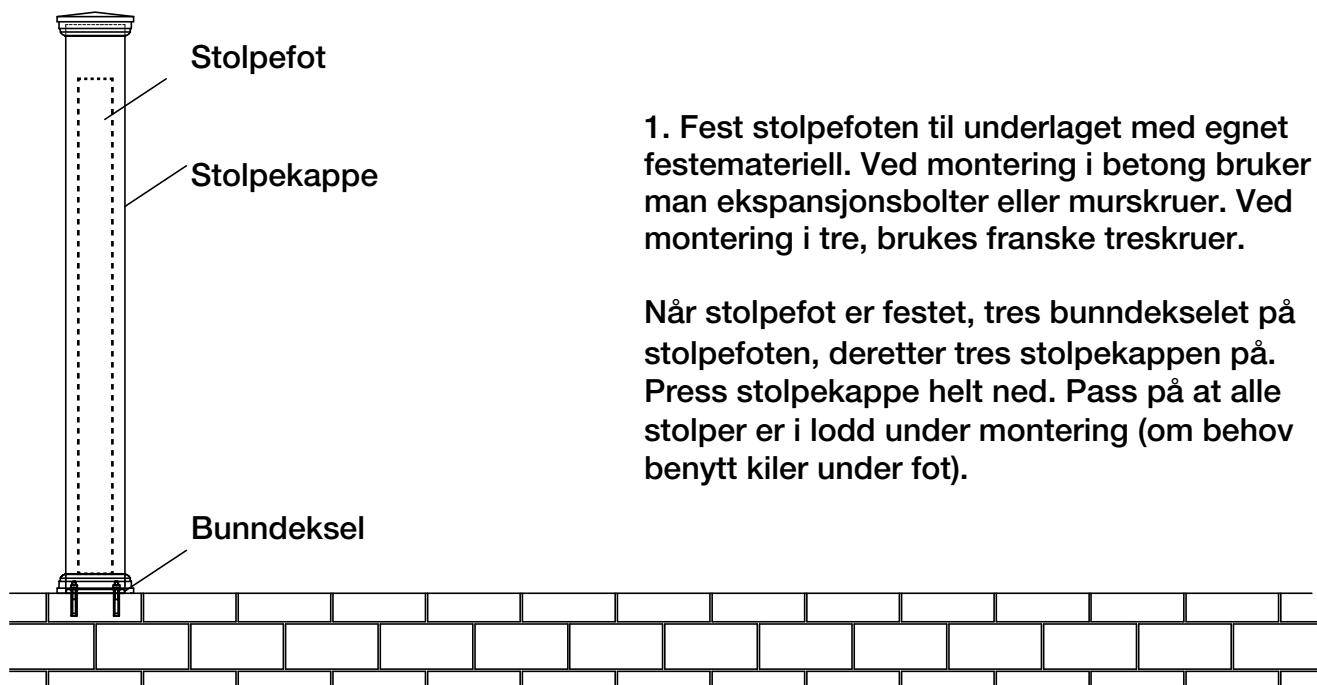 Stolpefot
Stolpekappe
Bunndeksel
1. Fest stolpefoten til underlaget med egnet
festemateriell. Ved montering i betong bruker
man ekspansjonsbolter eller murskruer. Ved
montering i tre, brukes franske treskruer.
Når stolpefot er festet, tres bunndekselet på
stolpefoten, deretter tres stolpekappen på.
Press stolpekappe helt ned. Pass på at alle
stolper er i lodd under montering (om behov
benytt kiler under fot).